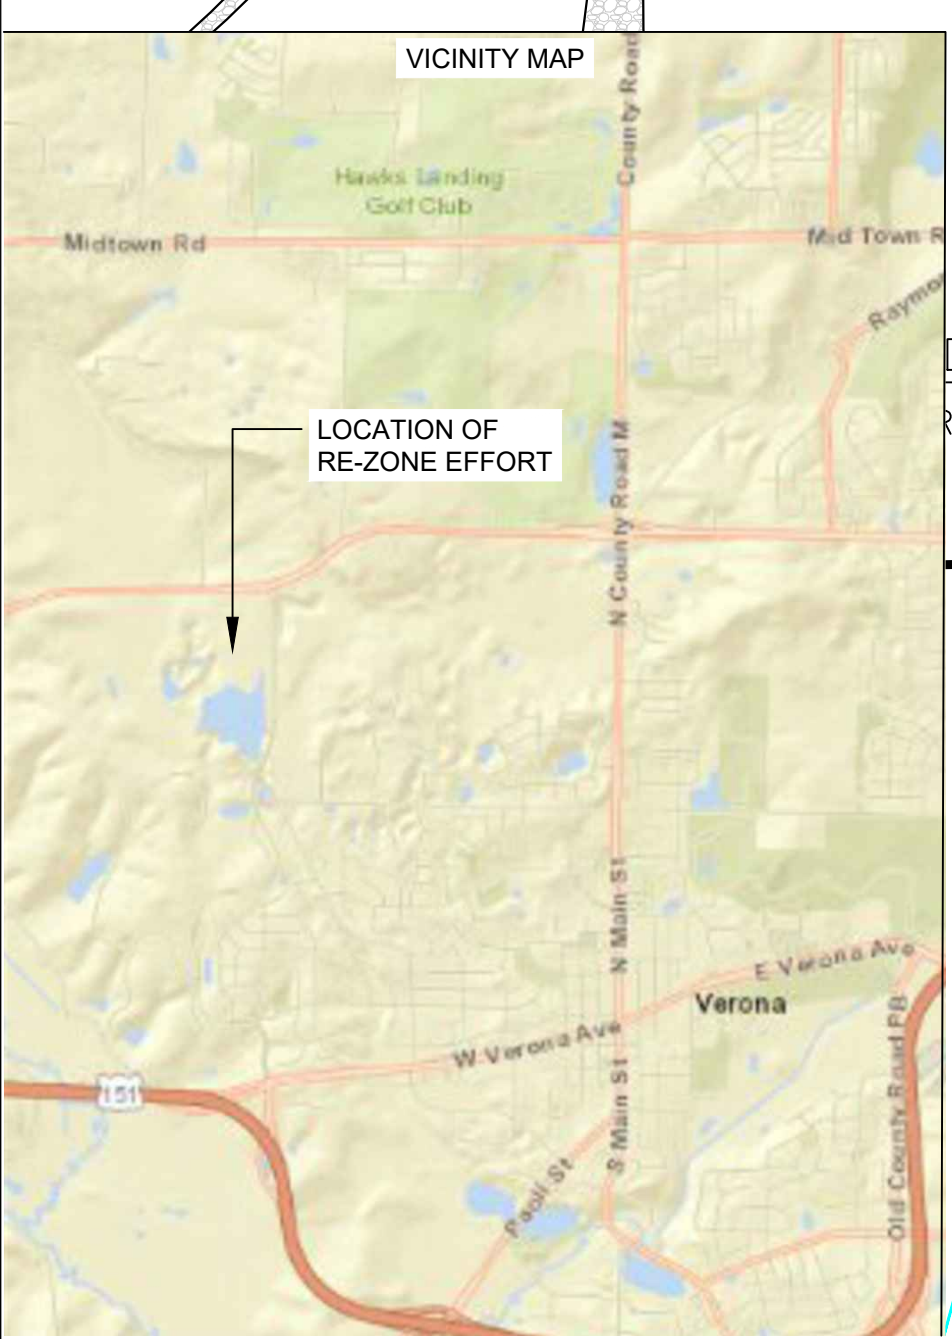 VICINITY MAP
County Road
Hawks Landing
Golf Club
Midtown Rd
Mid Town R
Raymo
LOCATION OF
RE-ZONE EFFORT
N County Road M
N Main St
E Verona Ave
Verona
W Verona Ave
Old County Road PB
151
S Main St
Paoli St